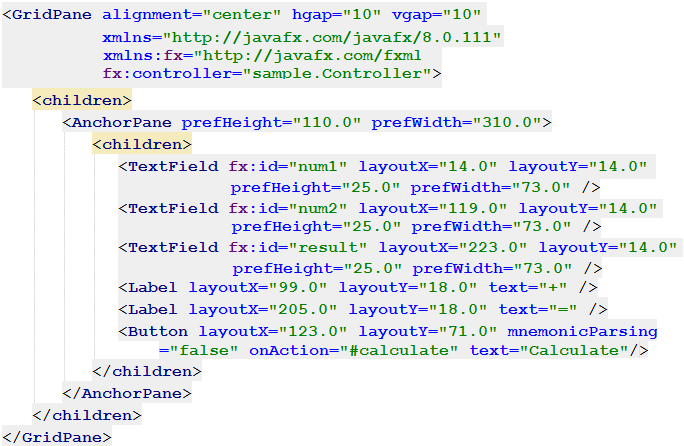 <GridPane alignment="center" hgap="10" vgap="10"
xmlns="http://javafx.com/javafx/8.0.111"
xmlns:fx="http://javafx.com/fxml
fx:controller="sample.Controller">
<children>
<AnchorPane prefHeight="110.0" prefWidth="310.0">
<children>
<TextField fx:id="num1" layoutX="14.0" layoutY="14.0"
prefHeight="25.0" prefWidth="73.0" />
<TextField fx:id="num2" layoutX="119.0" layoutY="14.0"
prefHeight="25.0" prefWidth="73.0" />
<TextField fx:id="result" layoutX="223.0" layoutY="14.0"
prefHeight="25.0" prefWidth="73.0" />
<Label layoutX="99.0" layoutY="18.0" text="+" />
<Label layoutX="205.0" layoutY="18.0" text="=" />
<Button layoutX="123.0" layoutY="71.0" mnemonicParsing
="false" onAction="#calculate" text="Calculate"/>
</children>
</AnchorPane>
</children>
</GridPane>